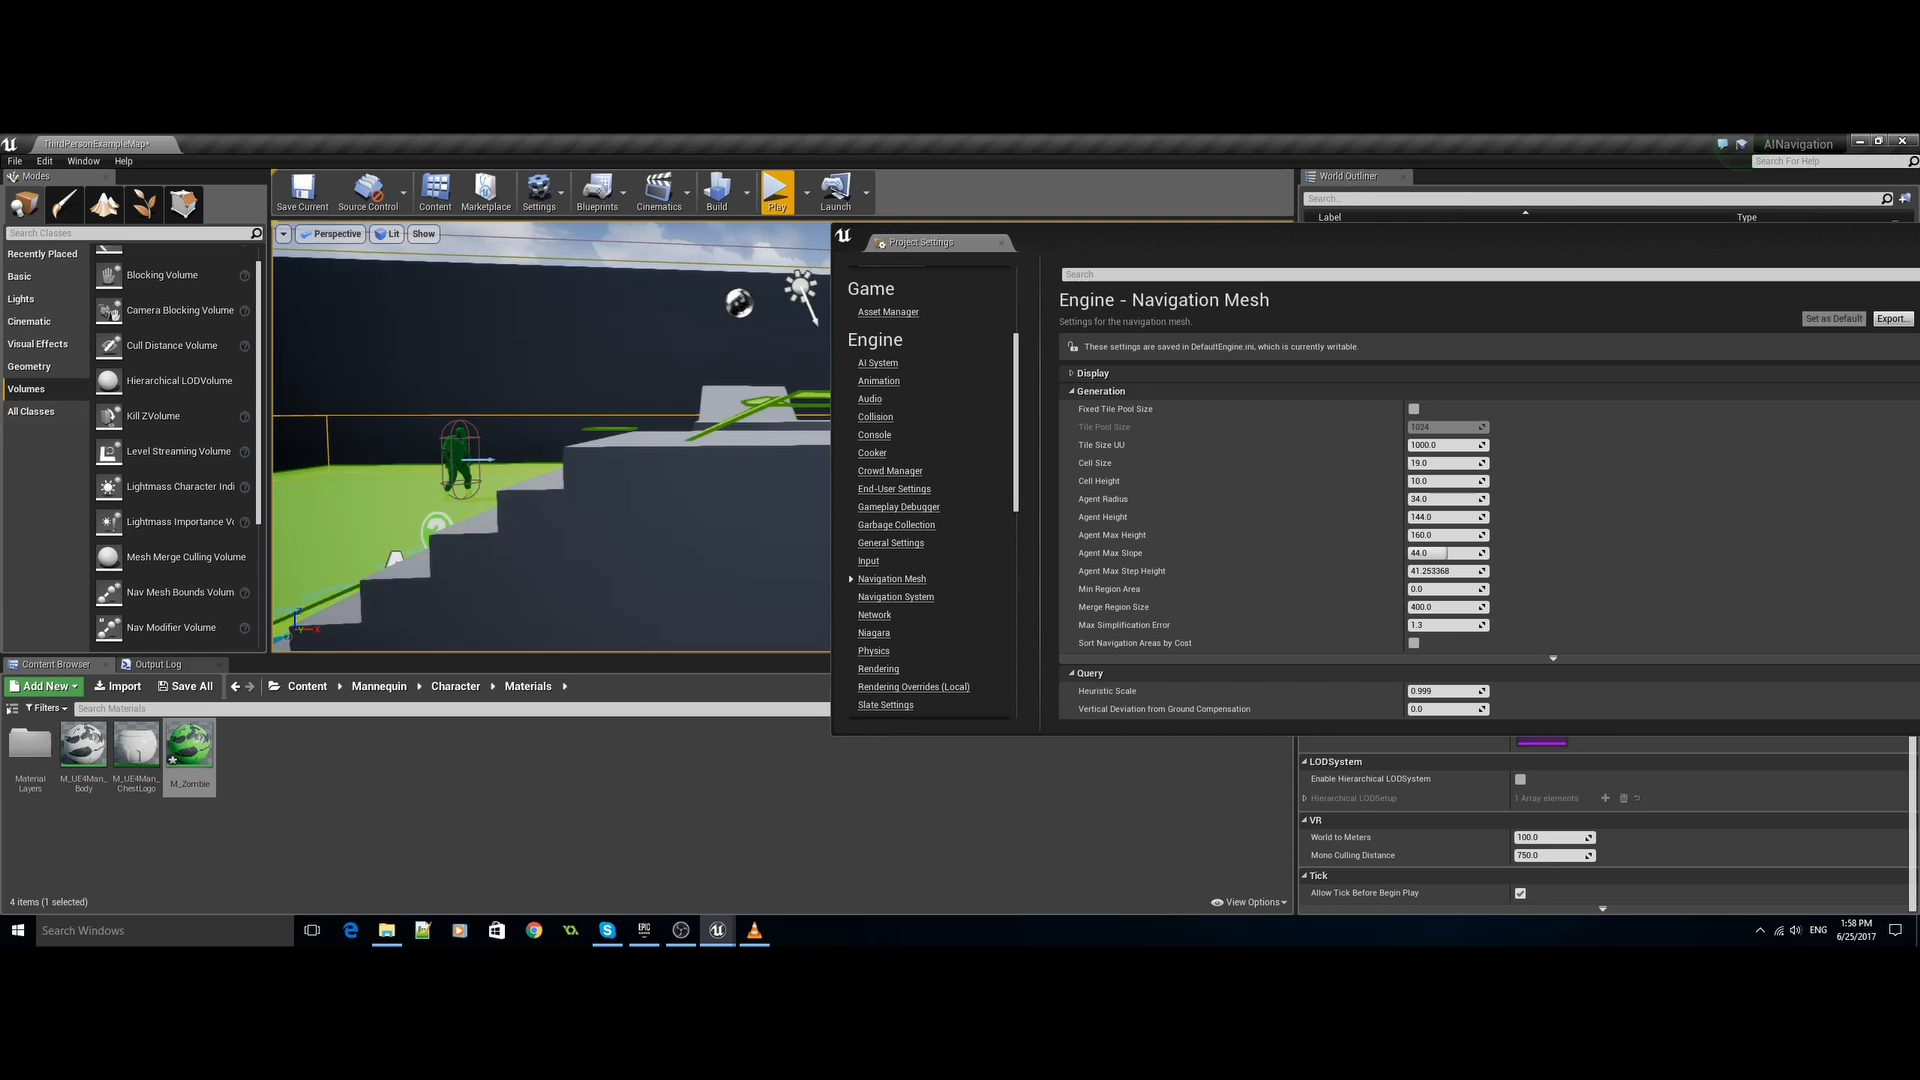 ThirdPersonExampleMap*
AINavigation
File Edit Window Help
Search For Help
Modes
Save Current
Source Control
Content
Marketplace
Settings
Blueprints
Cinematics
Build
Play
Launch
World Outliner
Search...
Label
Type
Search Classes
Recently Placed
Basic
Lights
Cinematic
Visual Effects
Geometry
Volumes
All Classes
Blocking Volume
Camera Blocking Volume
Cull Distance Volume
Hierarchical LODVolume
Kill ZVolume
Level Streaming Volume
Lightmass Character Indi
Lightmass Importance Vo
Mesh Merge Culling Volume
Nav Mesh Bounds Volum
Nav Modifier Volume
Perspective
Lit
Show
Project Settings
Game
Asset Manager
Engine
AI System
Animation
Audio
Collision
Console
Cooker
Crowd Manager
End-User Settings
Gameplay Debugger
Garbage Collection
General Settings
Input
Navigation Mesh
Navigation System
Network
Niagara
Physics
Rendering
Rendering Overrides (Local)
Slate Settings
Search
Engine - Navigation Mesh
Settings for the navigation mesh.
Set as Default
Export...
These settings are saved in DefaultEngine.ini, which is currently writable.
Display
Generation
Fixed Tile Pool Size
Tile Pool Size 1024
Tile Size UU 1000.0
Cell Size 19.0
Cell Height 10.0
Agent Radius 34.0
Agent Height 144.0
Agent Max Height 160.0
Agent Max Slope 44.0
Agent Max Step Height 41.253368
Min Region Area 0.0
Merge Region Size 400.0
Max Simplification Error 1.3
Sort Navigation Areas by Cost
Query
Heuristic Scale 0.999
Vertical Deviation from Ground Compensation 0.0
Content Browser
Output Log
Add New
Import
Save All
Content
Mannequin
Character
Materials
Filters
Search Materials
Material
Layers
M_UE4Man_
Body
M_UE4Man_
ChestLogo
M_Zombie
4 items (1 selected)
View Options
LODSystem
Enable Hierarchical LODSystem
Hierarchical LODSetup 1 Array elements
VR
World to Meters 100.0
Mono Culling Distance 750.0
Tick
Allow Tick Before Begin Play
Search Windows
EPIC
ENG
1:58 PM
6/25/2017